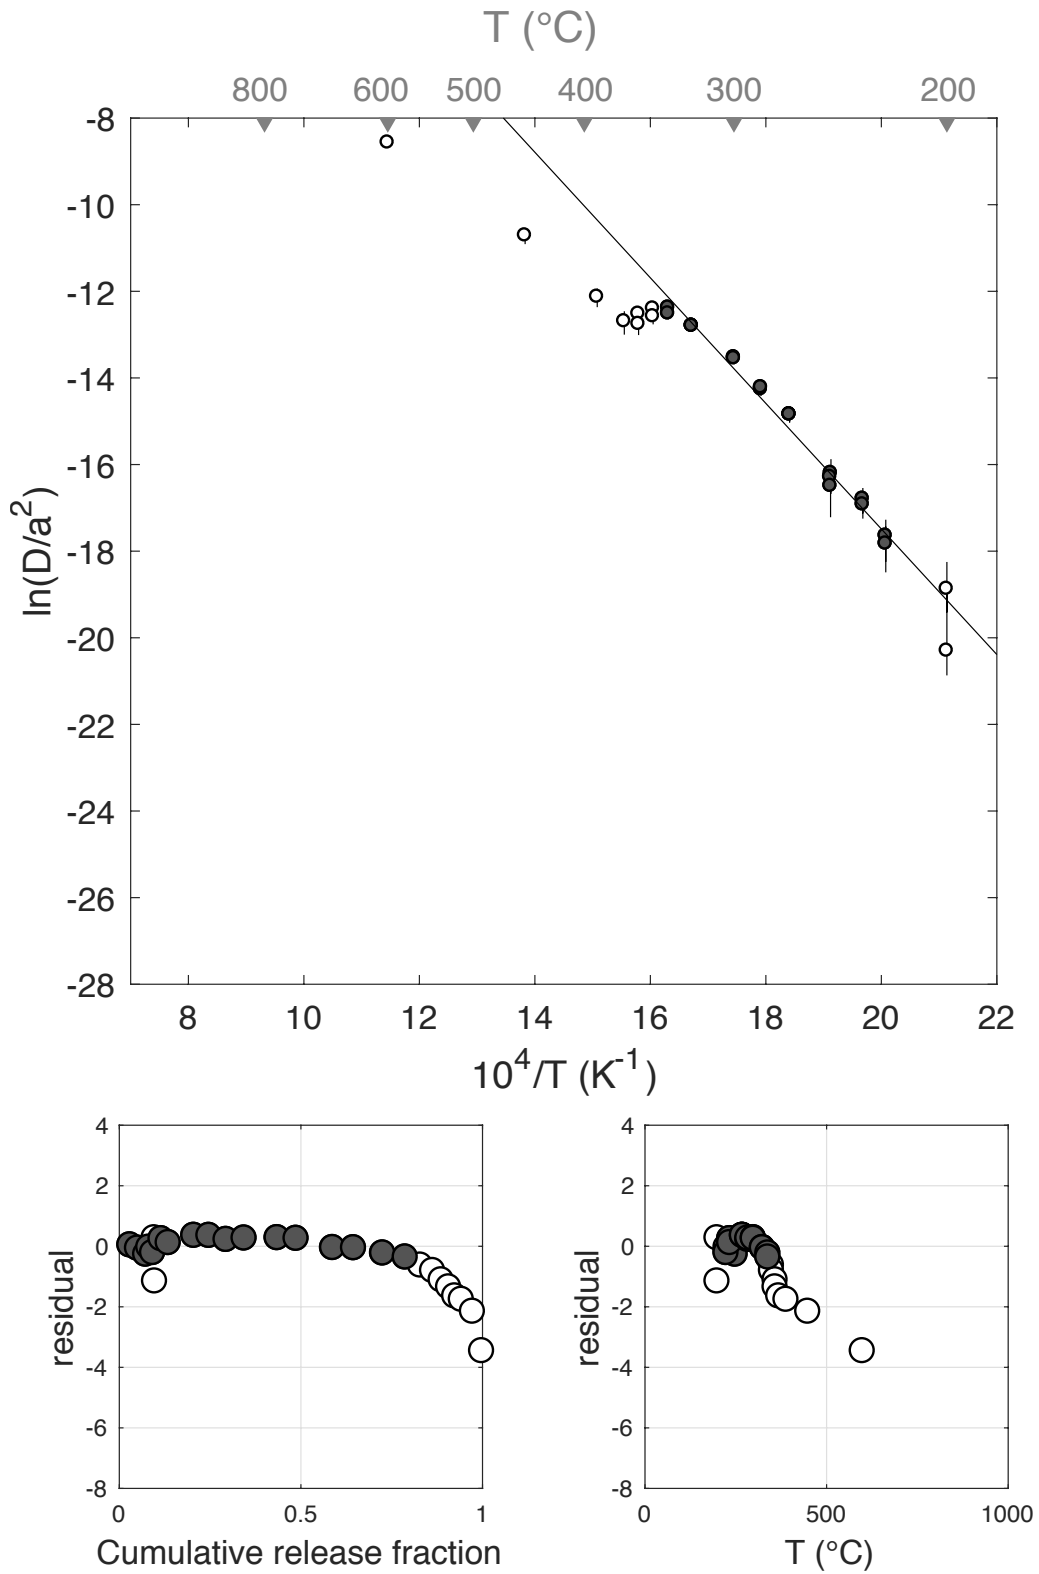 T (°C)
800 600 500 400 300 200
-8
-10
-12
-14
-16
-18
-20
-22
-24
-26
-28
ln(D/a²)
8 10 12 14 16 18 20 22
10⁴/T (K⁻¹)
4
2
0
-2
-4
-6
-8
residual
0 0.5 1
Cumulative release fraction
4
2
0
-2
-4
-6
-8
residual
0 500 1000
T (°C)